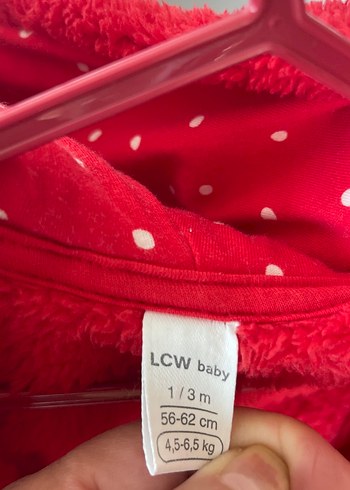 LCW baby
1 / 3 m
56-62 cm
4,5-6,5 kg